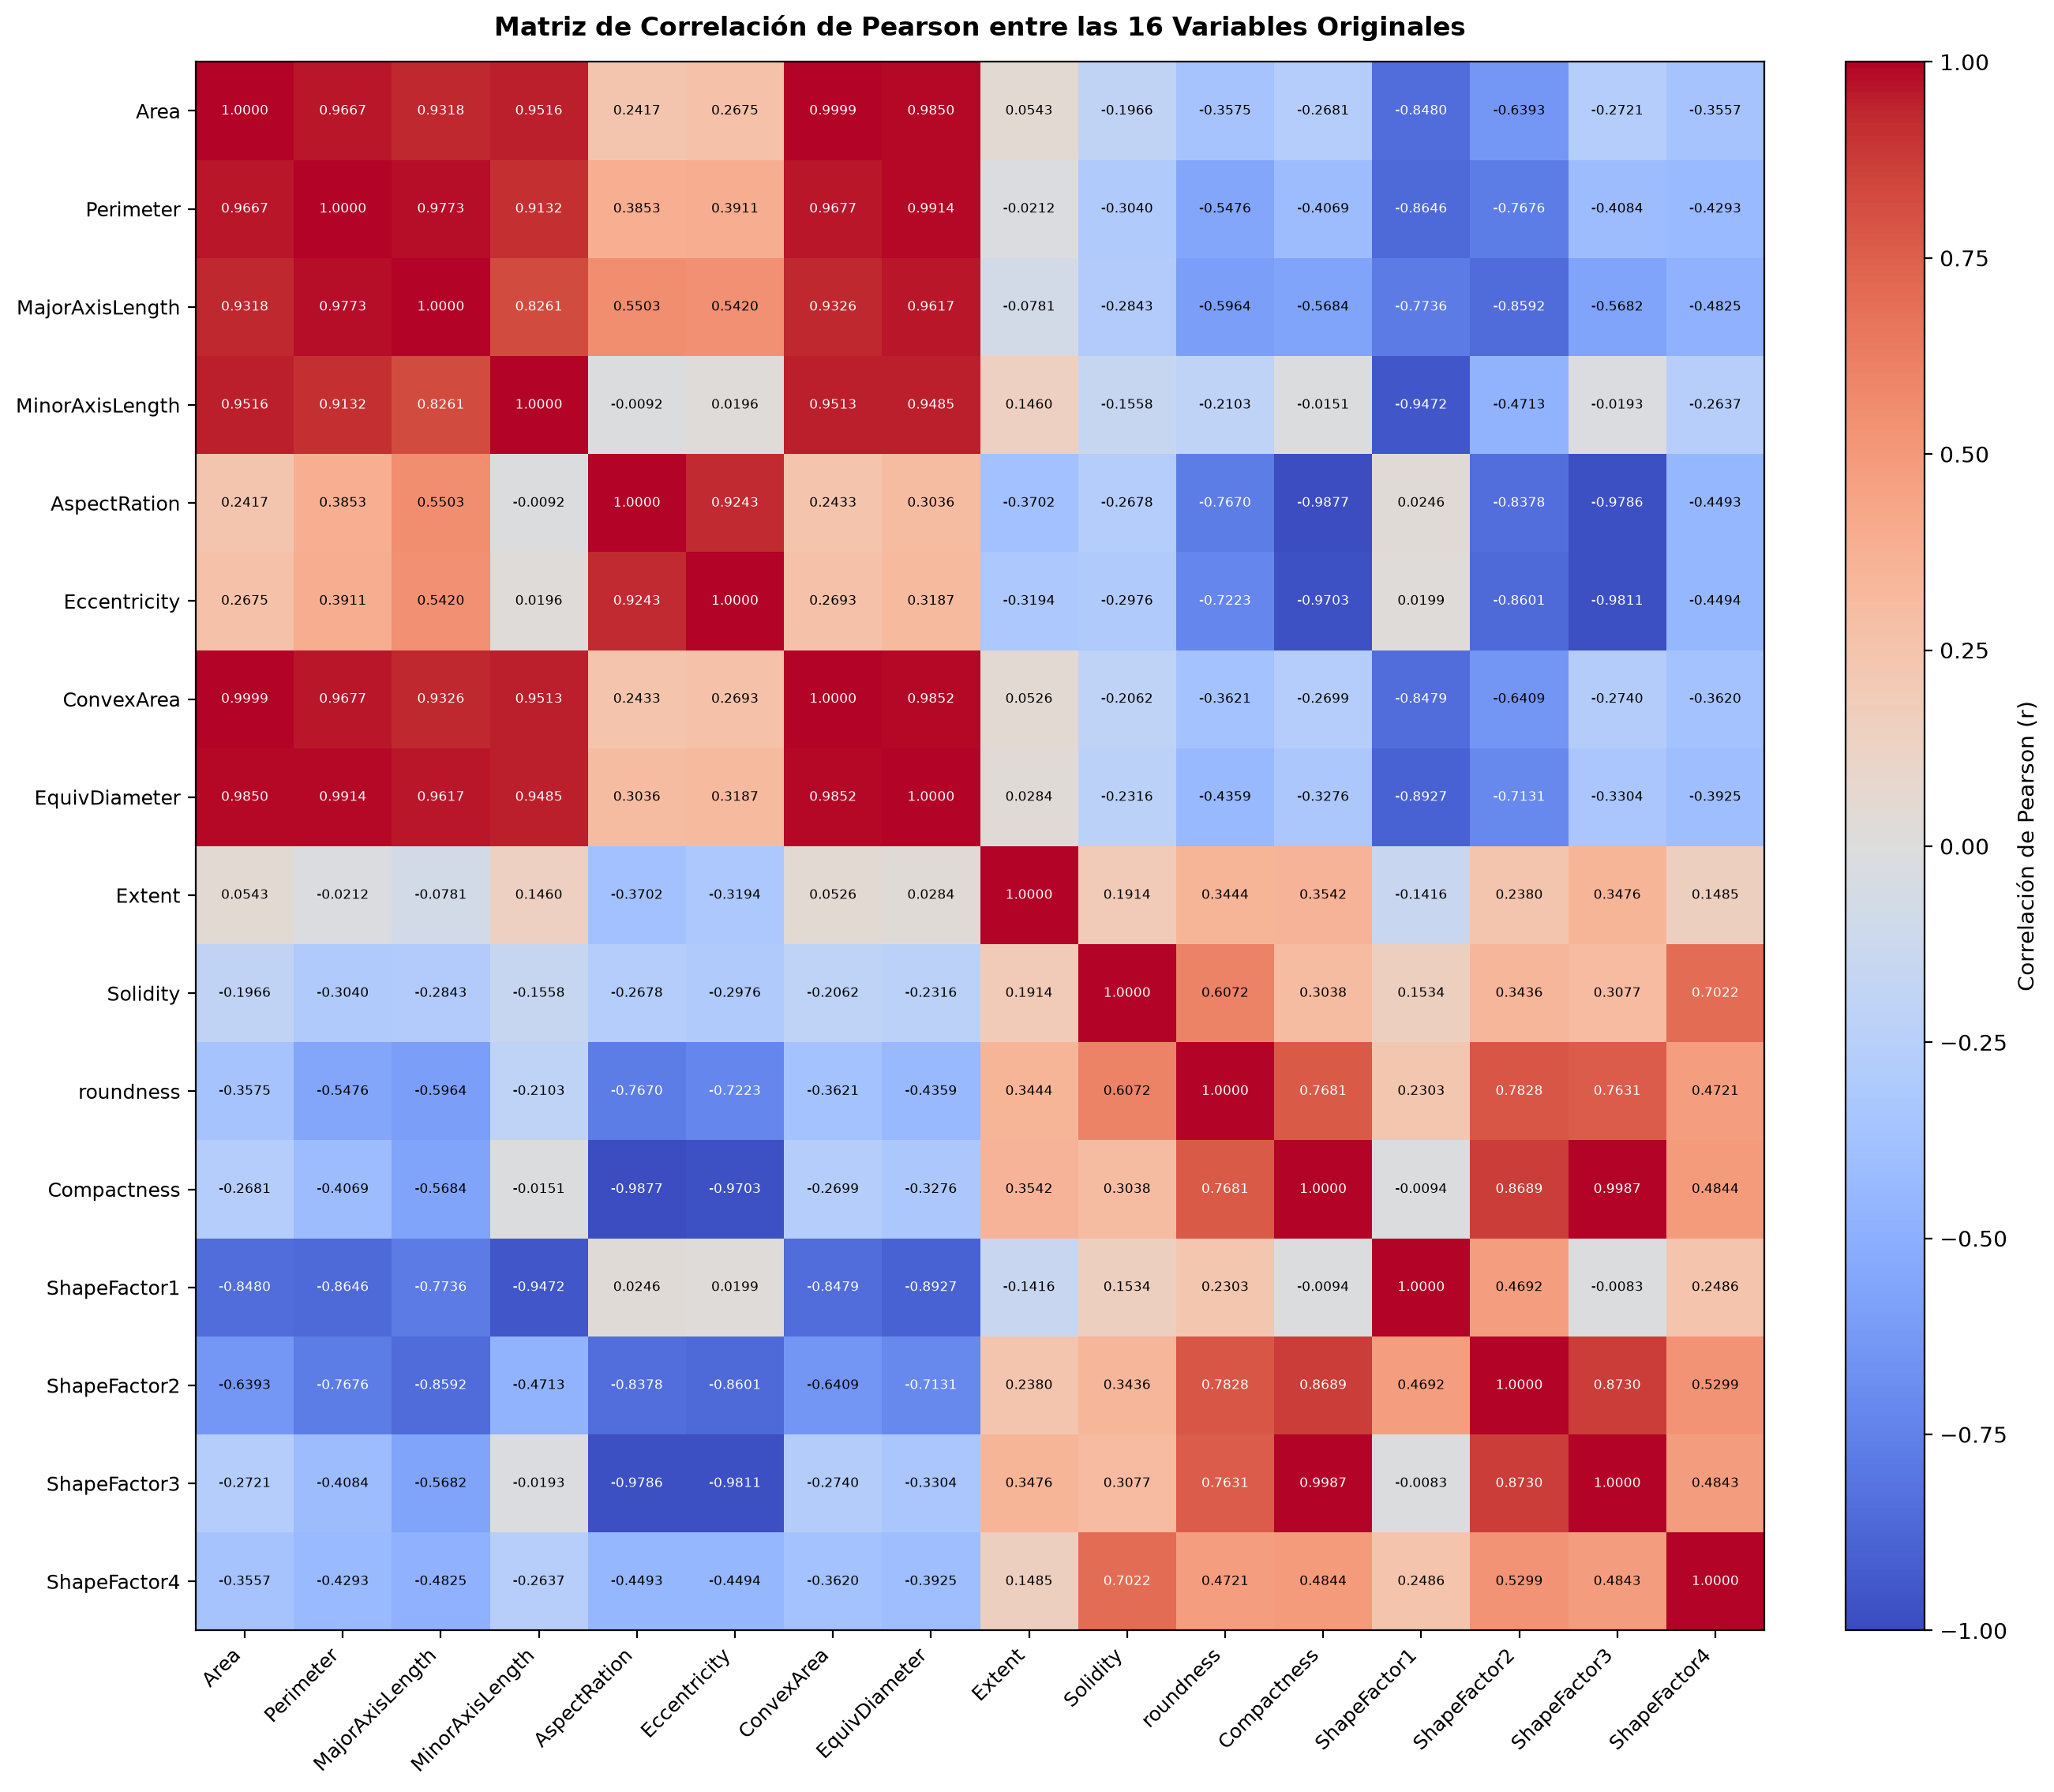 Matriz de Correlación de Pearson entre las 16 Variables Originales
Area 1.0000 0.9667 0.9318 0.9516 0.2417 0.2675 0.9999 0.9850 0.0543 -0.1966 -0.3575 -0.2681 -0.8480 -0.6393 -0.2721 -0.3557
Perimeter 0.9667 1.0000 0.9773 0.9132 0.3853 0.3911 0.9677 0.9914 -0.0212 -0.3040 -0.5476 -0.4069 -0.8646 -0.7676 -0.4084 -0.4293
MajorAxisLength 0.9318 0.9773 1.0000 0.8261 0.5503 0.5420 0.9326 0.9617 -0.0781 -0.2843 -0.5964 -0.5684 -0.7736 -0.8592 -0.5682 -0.4825
MinorAxisLength 0.9516 0.9132 0.8261 1.0000 -0.0092 0.0196 0.9513 0.9485 0.1460 -0.1558 -0.2103 -0.0151 -0.9472 -0.4713 -0.0193 -0.2637
AspectRation 0.2417 0.3853 0.5503 -0.0092 1.0000 0.9243 0.2433 0.3036 -0.3702 -0.2678 -0.7670 -0.9877 0.0246 -0.8378 -0.9786 -0.4493
Eccentricity 0.2675 0.3911 0.5420 0.0196 0.9243 1.0000 0.2693 0.3187 -0.3194 -0.2976 -0.7223 -0.9703 0.0199 -0.8601 -0.9811 -0.4494
ConvexArea 0.9999 0.9677 0.9326 0.9513 0.2433 0.2693 1.0000 0.9852 0.0526 -0.2062 -0.3621 -0.2699 -0.8479 -0.6409 -0.2740 -0.3620
EquivDiameter 0.9850 0.9914 0.9617 0.9485 0.3036 0.3187 0.9852 1.0000 0.0284 -0.2316 -0.4359 -0.3276 -0.8927 -0.7131 -0.3304 -0.3925
Extent 0.0543 -0.0212 -0.0781 0.1460 -0.3702 -0.3194 0.0526 0.0284 1.0000 0.1914 0.3444 0.3542 -0.1416 0.2380 0.3476 0.1485
Solidity -0.1966 -0.3040 -0.2843 -0.1558 -0.2678 -0.2976 -0.2062 -0.2316 0.1914 1.0000 0.6072 0.3038 0.1534 0.3436 0.3077 0.7022
roundness -0.3575 -0.5476 -0.5964 -0.2103 -0.7670 -0.7223 -0.3621 -0.4359 0.3444 0.6072 1.0000 0.7681 0.2303 0.7828 0.7631 0.4721
Compactness -0.2681 -0.4069 -0.5684 -0.0151 -0.9877 -0.9703 -0.2699 -0.3276 0.3542 0.3038 0.7681 1.0000 -0.0094 0.8689 0.9987 0.4844
ShapeFactor1 -0.8480 -0.8646 -0.7736 -0.9472 0.0246 0.0199 -0.8479 -0.8927 -0.1416 0.1534 0.2303 -0.0094 1.0000 0.4692 -0.0083 0.2486
ShapeFactor2 -0.6393 -0.7676 -0.8592 -0.4713 -0.8378 -0.8601 -0.6409 -0.7131 0.2380 0.3436 0.7828 0.8689 0.4692 1.0000 0.8730 0.5299
ShapeFactor3 -0.2721 -0.4084 -0.5682 -0.0193 -0.9786 -0.9811 -0.2740 -0.3304 0.3476 0.3077 0.7631 0.9987 -0.0083 0.8730 1.0000 0.4843
ShapeFactor4 -0.3557 -0.4293 -0.4825 -0.2637 -0.4493 -0.4494 -0.3620 -0.3925 0.1485 0.7022 0.4721 0.4844 0.2486 0.5299 0.4843 1.0000
Area Perimeter MajorAxisLength MinorAxisLength AspectRation Eccentricity ConvexArea EquivDiameter Extent Solidity roundness Compactness ShapeFactor1 ShapeFactor2 ShapeFactor3 ShapeFactor4
1.00
0.75
0.50
0.25
0.00
−0.25
−0.50
−0.75
−1.00
Correlación de Pearson (r)